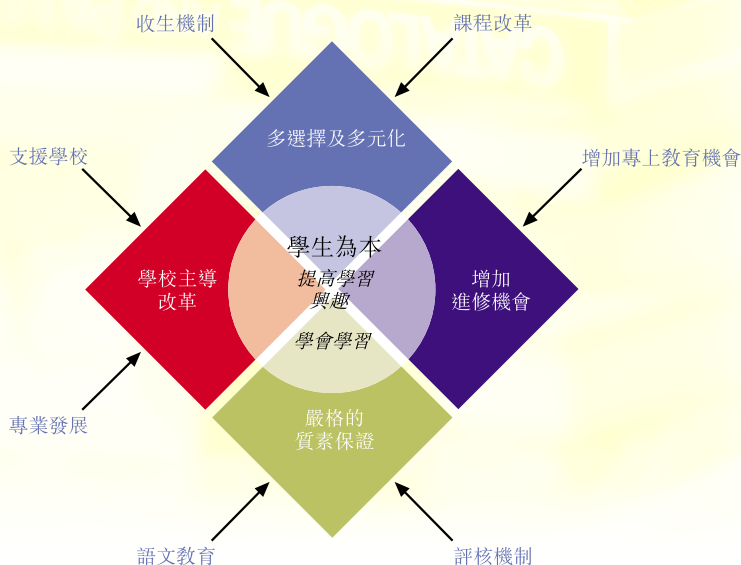 收生機制
課程改革
多選擇及多元化
支援學校
增加專上教育機會
學生為本
提高學習
興趣
學會學習
學校主導
改革
增加
進修機會
嚴格的
質素保證
專業發展
語文教育
評核機制
CATALOGUE